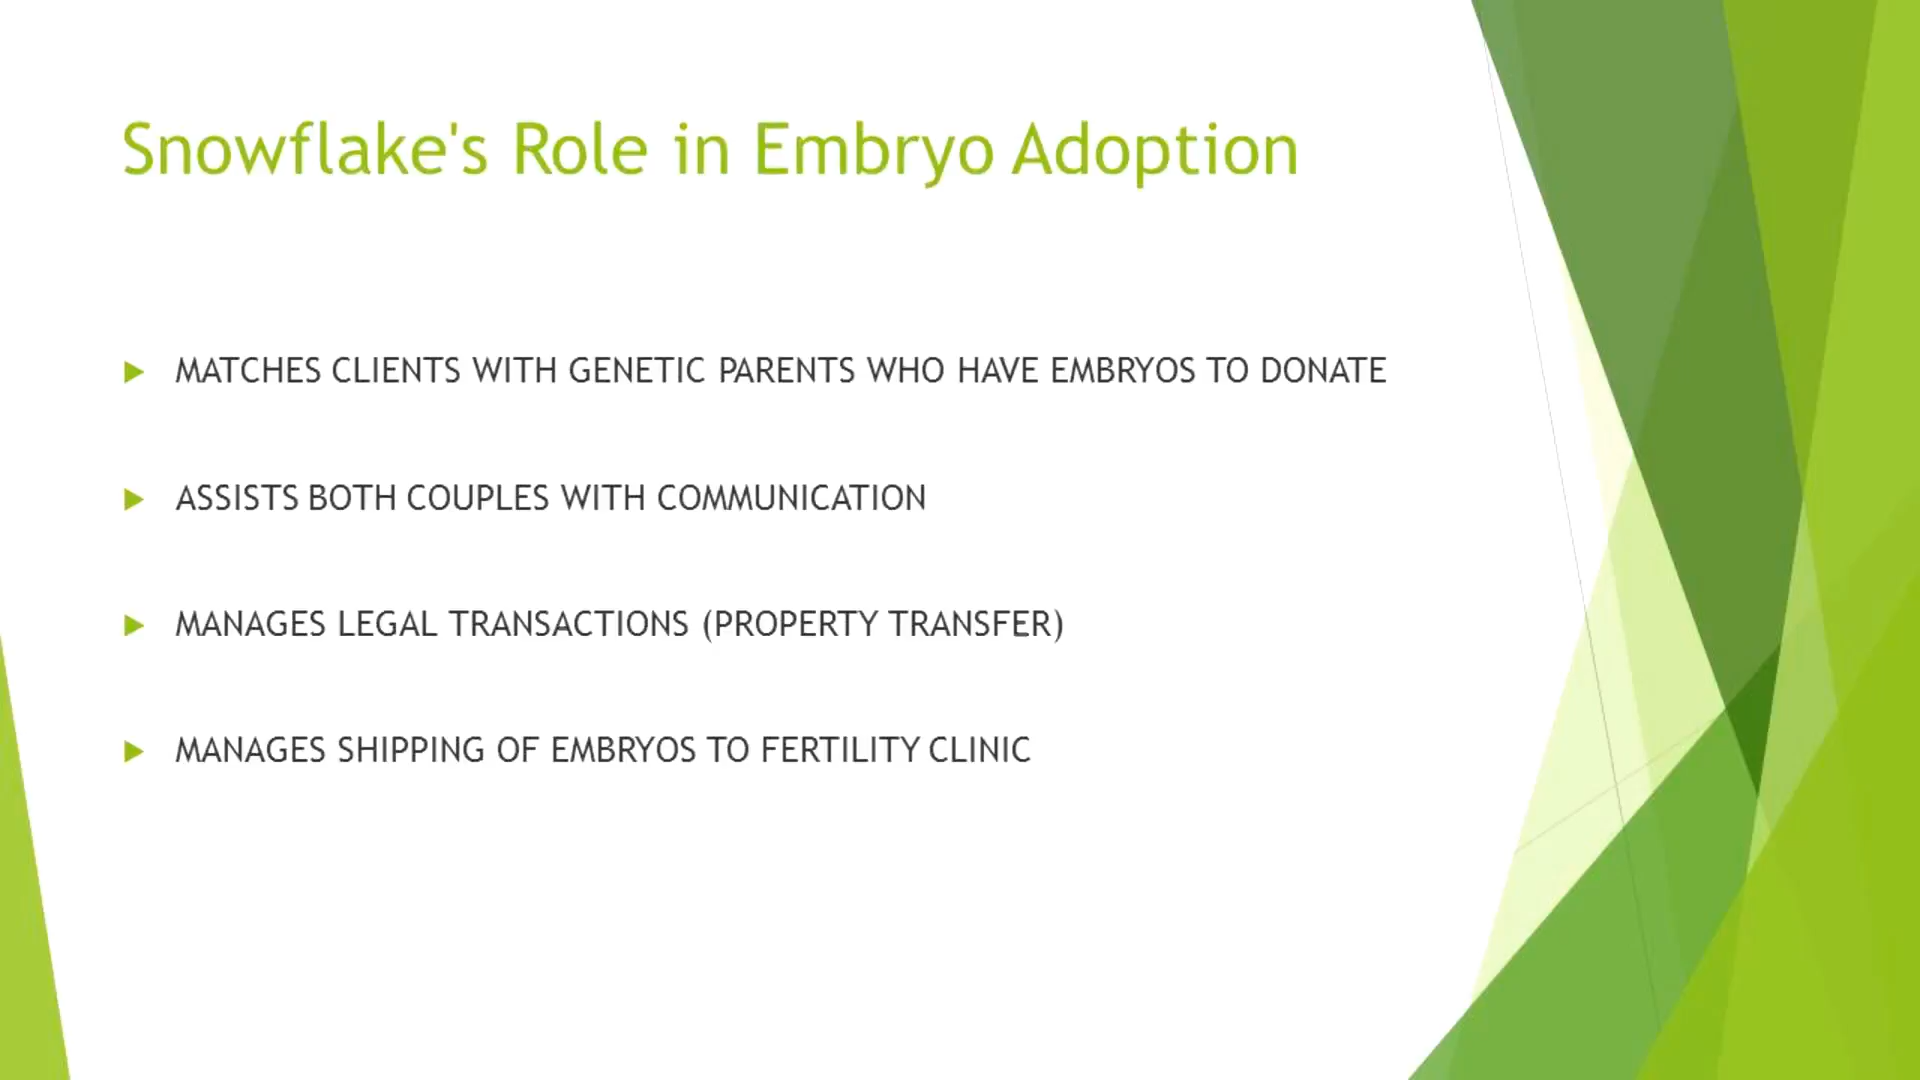 Snowflake's Role in Embryo Adoption
MATCHES CLIENTS WITH GENETIC PARENTS WHO HAVE EMBRYOS TO DONATE
ASSISTS BOTH COUPLES WITH COMMUNICATION
MANAGES LEGAL TRANSACTIONS (PROPERTY TRANSFER)
MANAGES SHIPPING OF EMBRYOS TO FERTILITY CLINIC